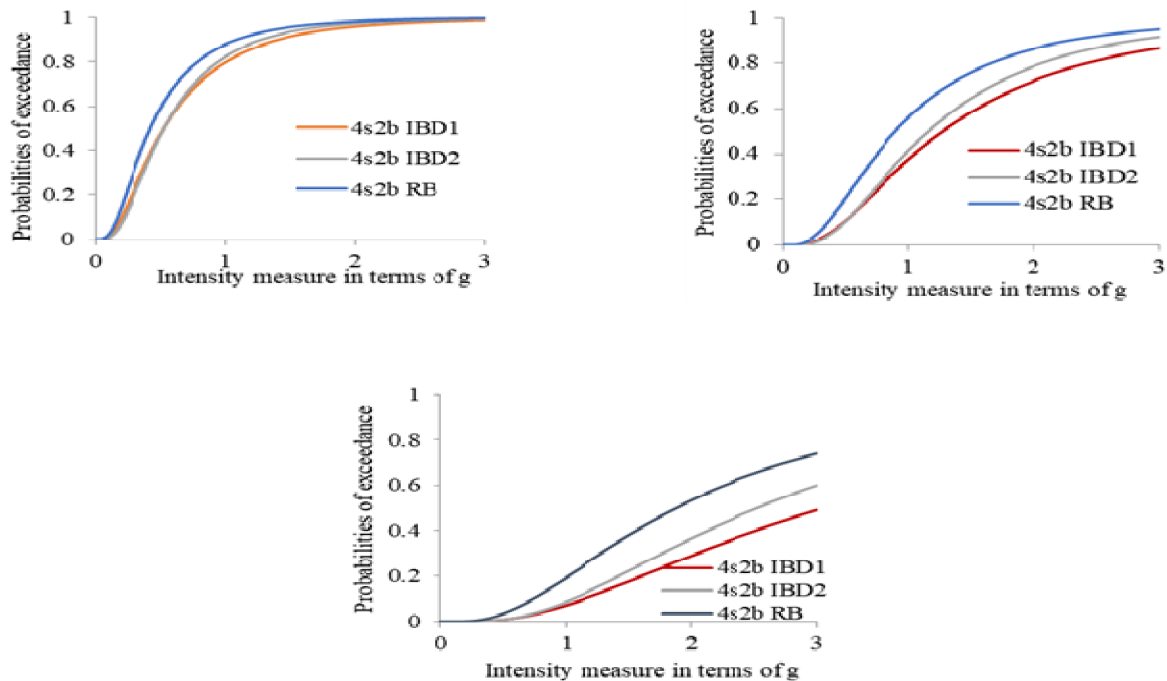 Probabilities of exceedance
1
0.8
0.6
0.4
0.2
0
4s2b IBD1
4s2b IBD2
4s2b RB
0 1 2 3
Intensity measure in terms of g
Probabilities of exceedance
1
0.8
0.6
0.4
0.2
0
4s2b IBD1
4s2b IBD2
4s2b RB
0 1 2 3
Intensity measure in terms of g
Probabilities of exceedance
1
0.8
0.6
0.4
0.2
0
4s2b IBD1
4s2b IBD2
4s2b RB
0 1 2 3
Intensity measure in terms of g